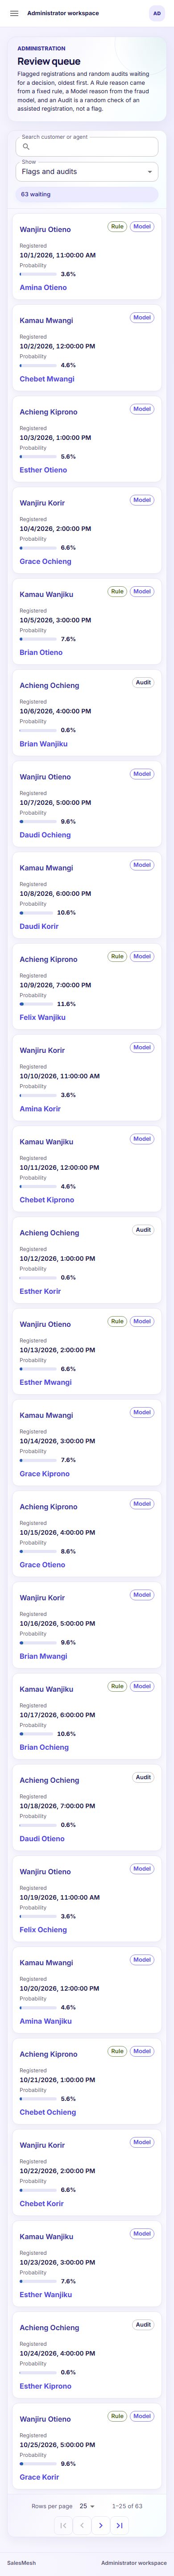 Administrator workspace
AD
ADMINISTRATION
Review queue
Flagged registrations and random audits waiting
for a decision, oldest first. A Rule reason came
from a fixed rule, a Model reason from the fraud
model, and an Audit is a random check of an
assisted registration, not a flag.
Search customer or agent
Show
Flags and audits
63 waiting
Wanjiru Otieno
Rule
Model
Registered
10/1/2026, 11:00:00 AM
Probability
3.6%
Amina Otieno
Kamau Mwangi
Model
Registered
10/2/2026, 12:00:00 PM
Probability
4.6%
Chebet Mwangi
Achieng Kiprono
Model
Registered
10/3/2026, 1:00:00 PM
Probability
5.6%
Esther Otieno
Wanjiru Korir
Model
Registered
10/4/2026, 2:00:00 PM
Probability
6.6%
Grace Ochieng
Kamau Wanjiku
Rule
Model
Registered
10/5/2026, 3:00:00 PM
Probability
7.6%
Brian Otieno
Achieng Ochieng
Audit
Registered
10/6/2026, 4:00:00 PM
Probability
0.6%
Brian Wanjiku
Wanjiru Otieno
Model
Registered
10/7/2026, 5:00:00 PM
Probability
9.6%
Daudi Ochieng
Kamau Mwangi
Model
Registered
10/8/2026, 6:00:00 PM
Probability
10.6%
Daudi Korir
Achieng Kiprono
Rule
Model
Registered
10/9/2026, 7:00:00 PM
Probability
11.6%
Felix Wanjiku
Wanjiru Korir
Model
Registered
10/10/2026, 11:00:00 AM
Probability
3.6%
Amina Korir
Kamau Wanjiku
Model
Registered
10/11/2026, 12:00:00 PM
Probability
4.6%
Chebet Kiprono
Achieng Ochieng
Audit
Registered
10/12/2026, 1:00:00 PM
Probability
0.6%
Esther Korir
Wanjiru Otieno
Rule
Model
Registered
10/13/2026, 2:00:00 PM
Probability
6.6%
Esther Mwangi
Kamau Mwangi
Model
Registered
10/14/2026, 3:00:00 PM
Probability
7.6%
Grace Kiprono
Achieng Kiprono
Model
Registered
10/15/2026, 4:00:00 PM
Probability
8.6%
Grace Otieno
Wanjiru Korir
Model
Registered
10/16/2026, 5:00:00 PM
Probability
9.6%
Brian Mwangi
Kamau Wanjiku
Rule
Model
Registered
10/17/2026, 6:00:00 PM
Probability
10.6%
Brian Ochieng
Achieng Ochieng
Audit
Registered
10/18/2026, 7:00:00 PM
Probability
0.6%
Daudi Otieno
Wanjiru Otieno
Model
Registered
10/19/2026, 11:00:00 AM
Probability
3.6%
Felix Ochieng
Kamau Mwangi
Model
Registered
10/20/2026, 12:00:00 PM
Probability
4.6%
Amina Wanjiku
Achieng Kiprono
Rule
Model
Registered
10/21/2026, 1:00:00 PM
Probability
5.6%
Chebet Ochieng
Wanjiru Korir
Model
Registered
10/22/2026, 2:00:00 PM
Probability
6.6%
Chebet Korir
Kamau Wanjiku
Model
Registered
10/23/2026, 3:00:00 PM
Probability
7.6%
Esther Wanjiku
Achieng Ochieng
Audit
Registered
10/24/2026, 4:00:00 PM
Probability
0.6%
Esther Kiprono
Wanjiru Otieno
Rule
Model
Registered
10/25/2026, 5:00:00 PM
Probability
9.6%
Grace Korir
Rows per page
25
1–25 of 63
SalesMesh
Administrator workspace